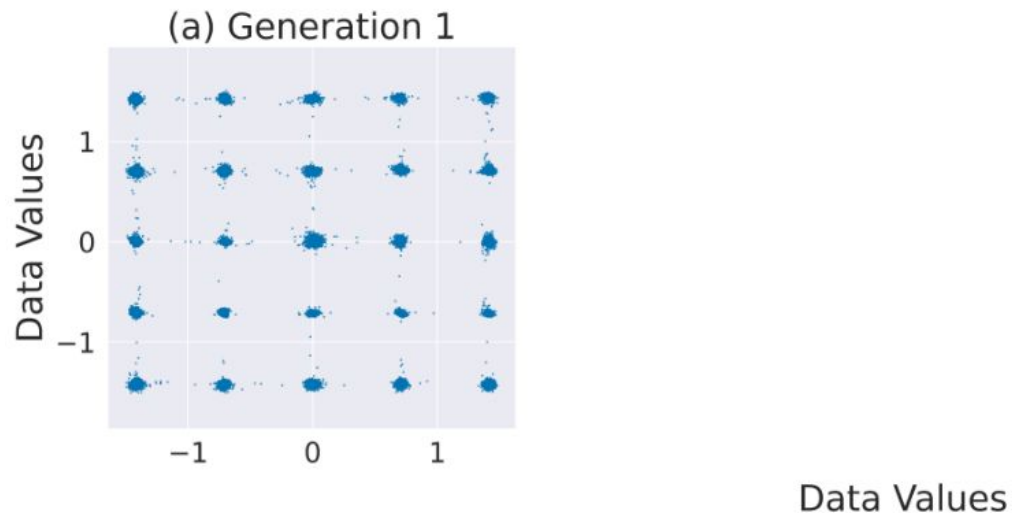 (a) Generation 1
Data Values
1
0
−1
−1 0 1
Data Values